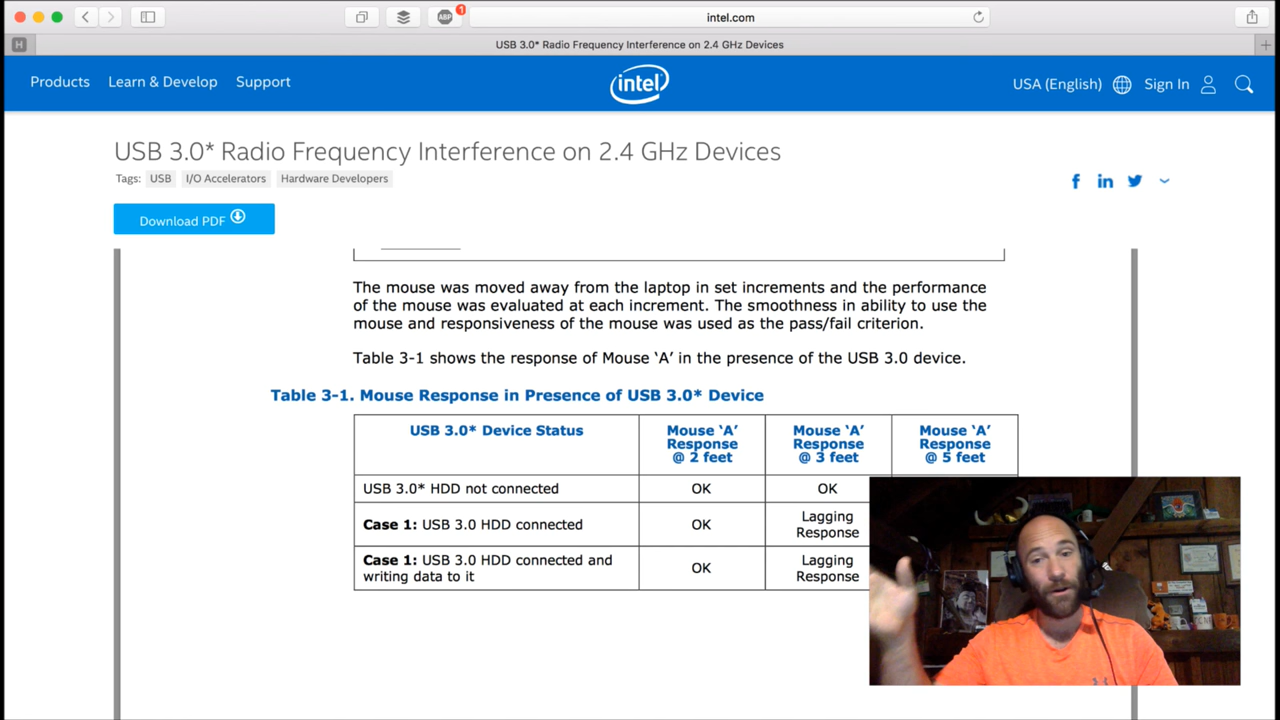 ABP
1
intel.com
H
USB 3.0* Radio Frequency Interference on 2.4 GHz Devices
+
Products
Learn & Develop
Support
intel
USA (English)
Sign In
USB 3.0* Radio Frequency Interference on 2.4 GHz Devices
Tags:
USB
I/O Accelerators
Hardware Developers
Download PDF
The mouse was moved away from the laptop in set increments and the performance
of the mouse was evaluated at each increment. The smoothness in ability to use the
mouse and responsiveness of the mouse was used as the pass/fail criterion.
Table 3-1 shows the response of Mouse ‘A’ in the presence of the USB 3.0 device.
Table 3-1. Mouse Response in Presence of USB 3.0* Device
USB 3.0* Device Status
Mouse ‘A’
Response
@ 2 feet
Mouse ‘A’
Response
@ 3 feet
Mouse ‘A’
Response
@ 5 feet
USB 3.0* HDD not connected
OK
OK
Case 1: USB 3.0 HDD connected
OK
Lagging
Response
Case 1: USB 3.0 HDD connected and
writing data to it
OK
Lagging
Response